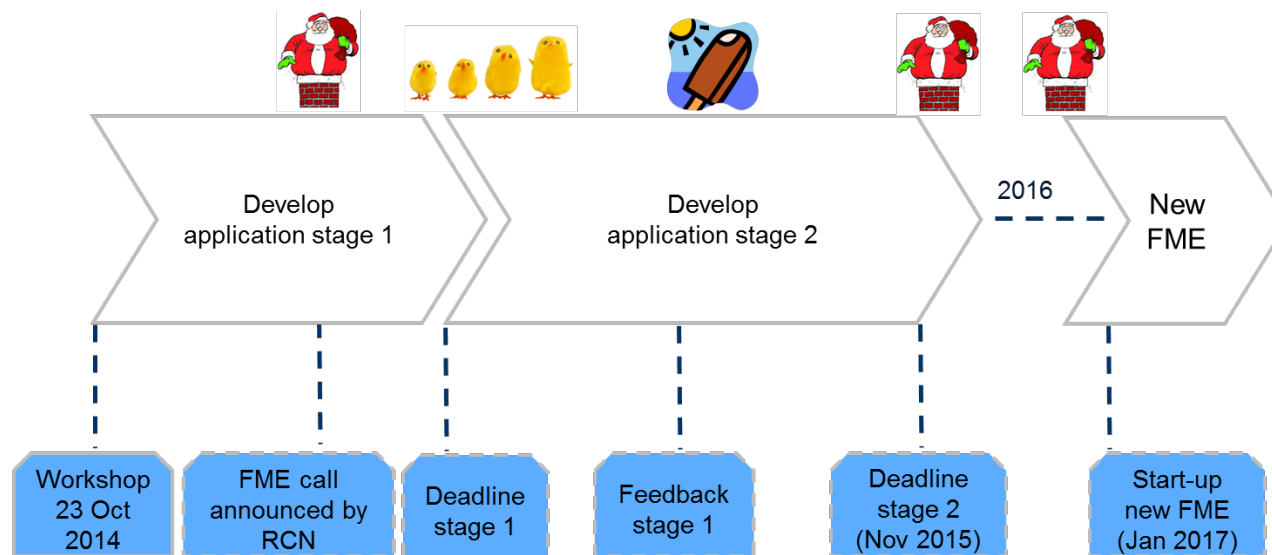 Develop
application stage 1
Develop
application stage 2
2016
New
FME
Workshop
23 Oct
2014
FME call
announced by
RCN
Deadline
stage 1
Feedback
stage 1
Deadline
stage 2
(Nov 2015)
Start-up
new FME
(Jan 2017)